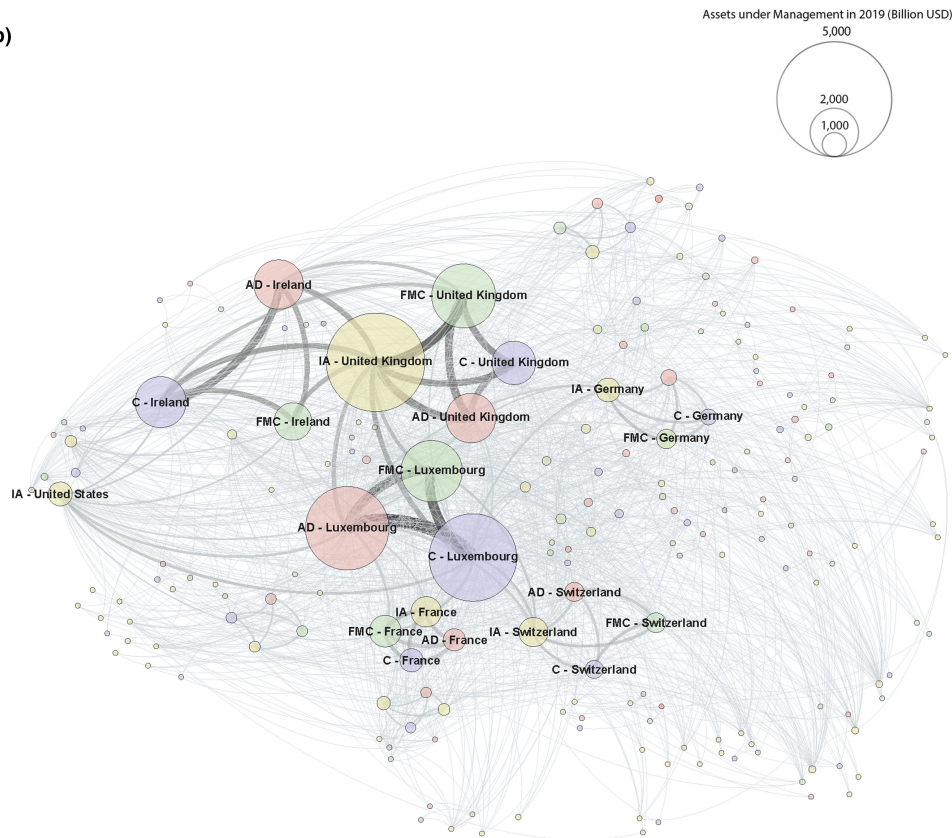 Assets under Management in 2019 (Billion USD)
5,000
2,000
1,000
)
AD - Ireland
FMC - United Kingdom
IA - United Kingdom
C - United Kingdom
IA - Germany
C - Ireland
FMC - Ireland
AD - United Kingdom
C - Germany
FMC - Germany
FMC - Luxembourg
IA - United States
AD - Luxembourg
C - Luxembourg
AD - Switzerland
IA - France
FMC - France
AD - France
IA - Switzerland
FMC - Switzerland
C - France
C - Switzerland